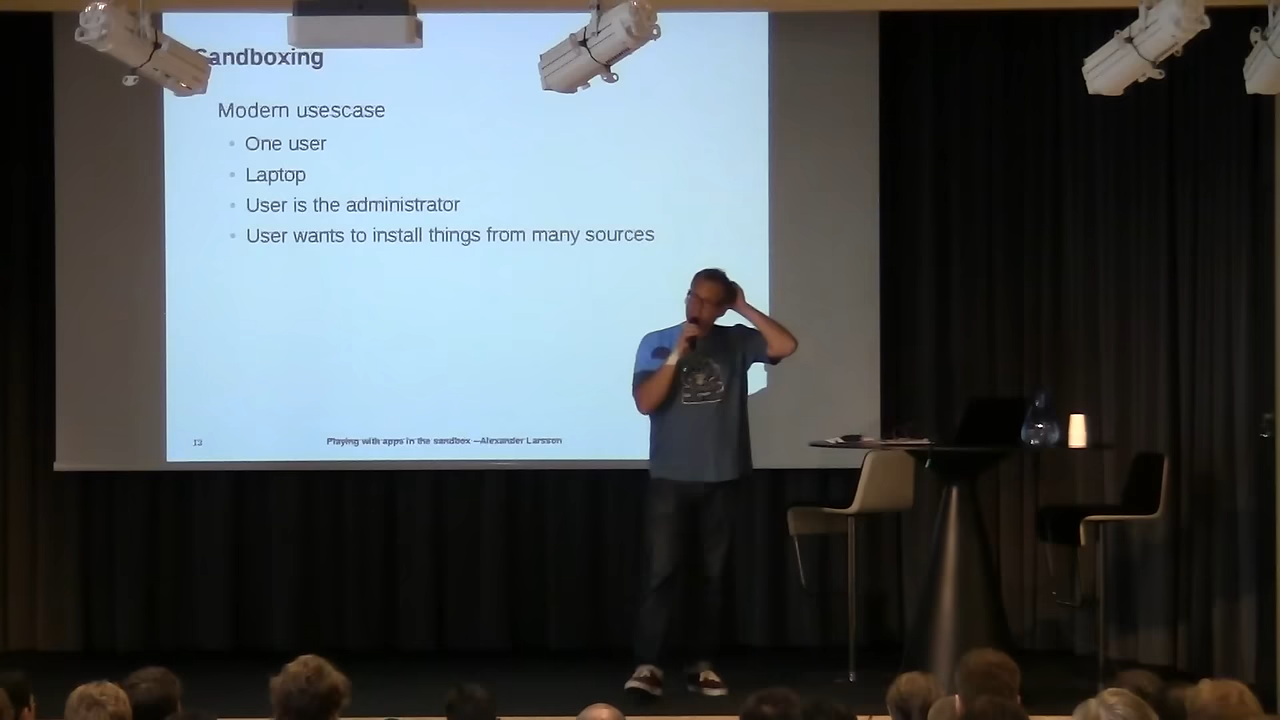 Sandboxing
Modern usescase
One user
Laptop
User is the administrator
User wants to install things from many sources
Playing with apps in the sandbox —Alexander Larsson